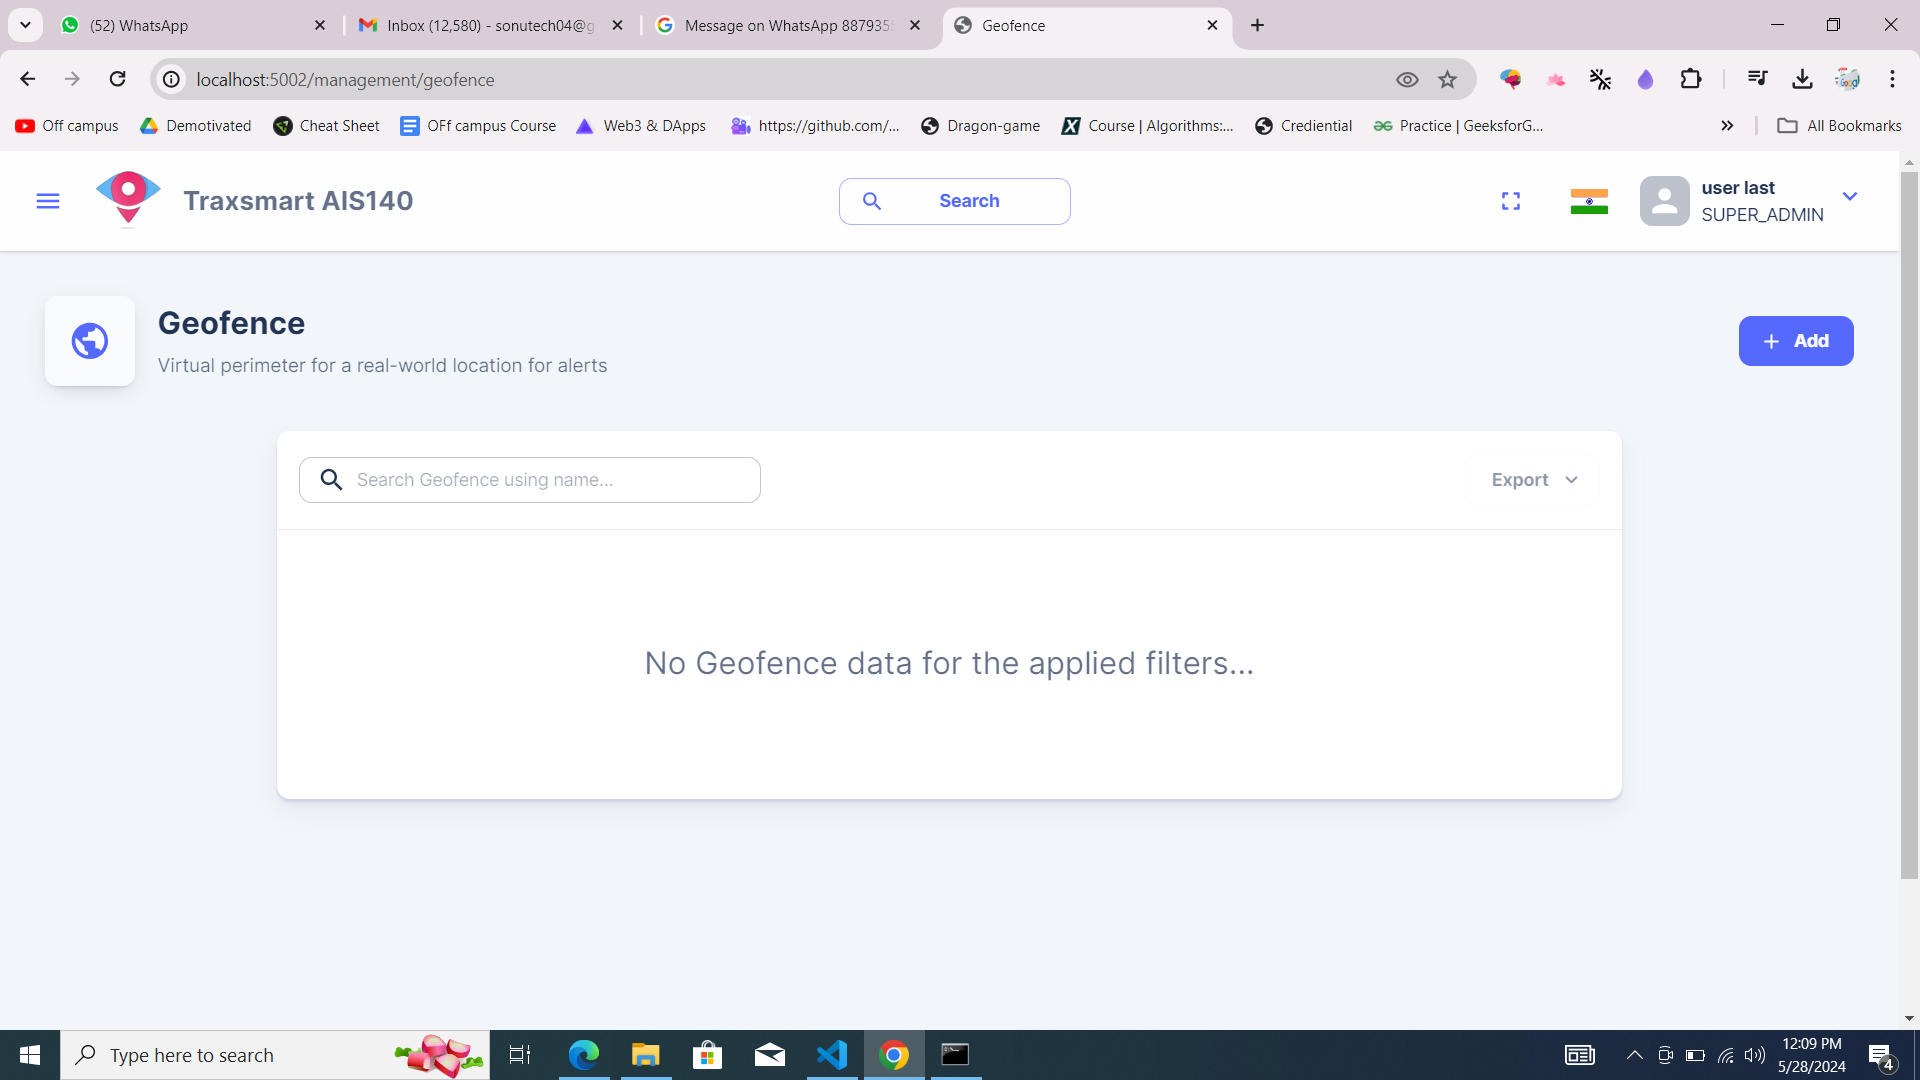 (52) WhatsApp
Inbox (12,580) - sonutech04@g
Message on WhatsApp 887935
Geofence
localhost:5002/management/geofence
Off campus
Demotivated
Cheat Sheet
OFf campus Course
Web3 & DApps
https://github.com/...
Dragon-game
Course | Algorithms:...
Crediential
Practice | GeeksforG...
All Bookmarks
Traxsmart AIS140
Search
user last
SUPER_ADMIN
Geofence
Virtual perimeter for a real-world location for alerts
+ Add
Search Geofence using name...
Export
No Geofence data for the applied filters...
Type here to search
12:09 PM
5/28/2024
4